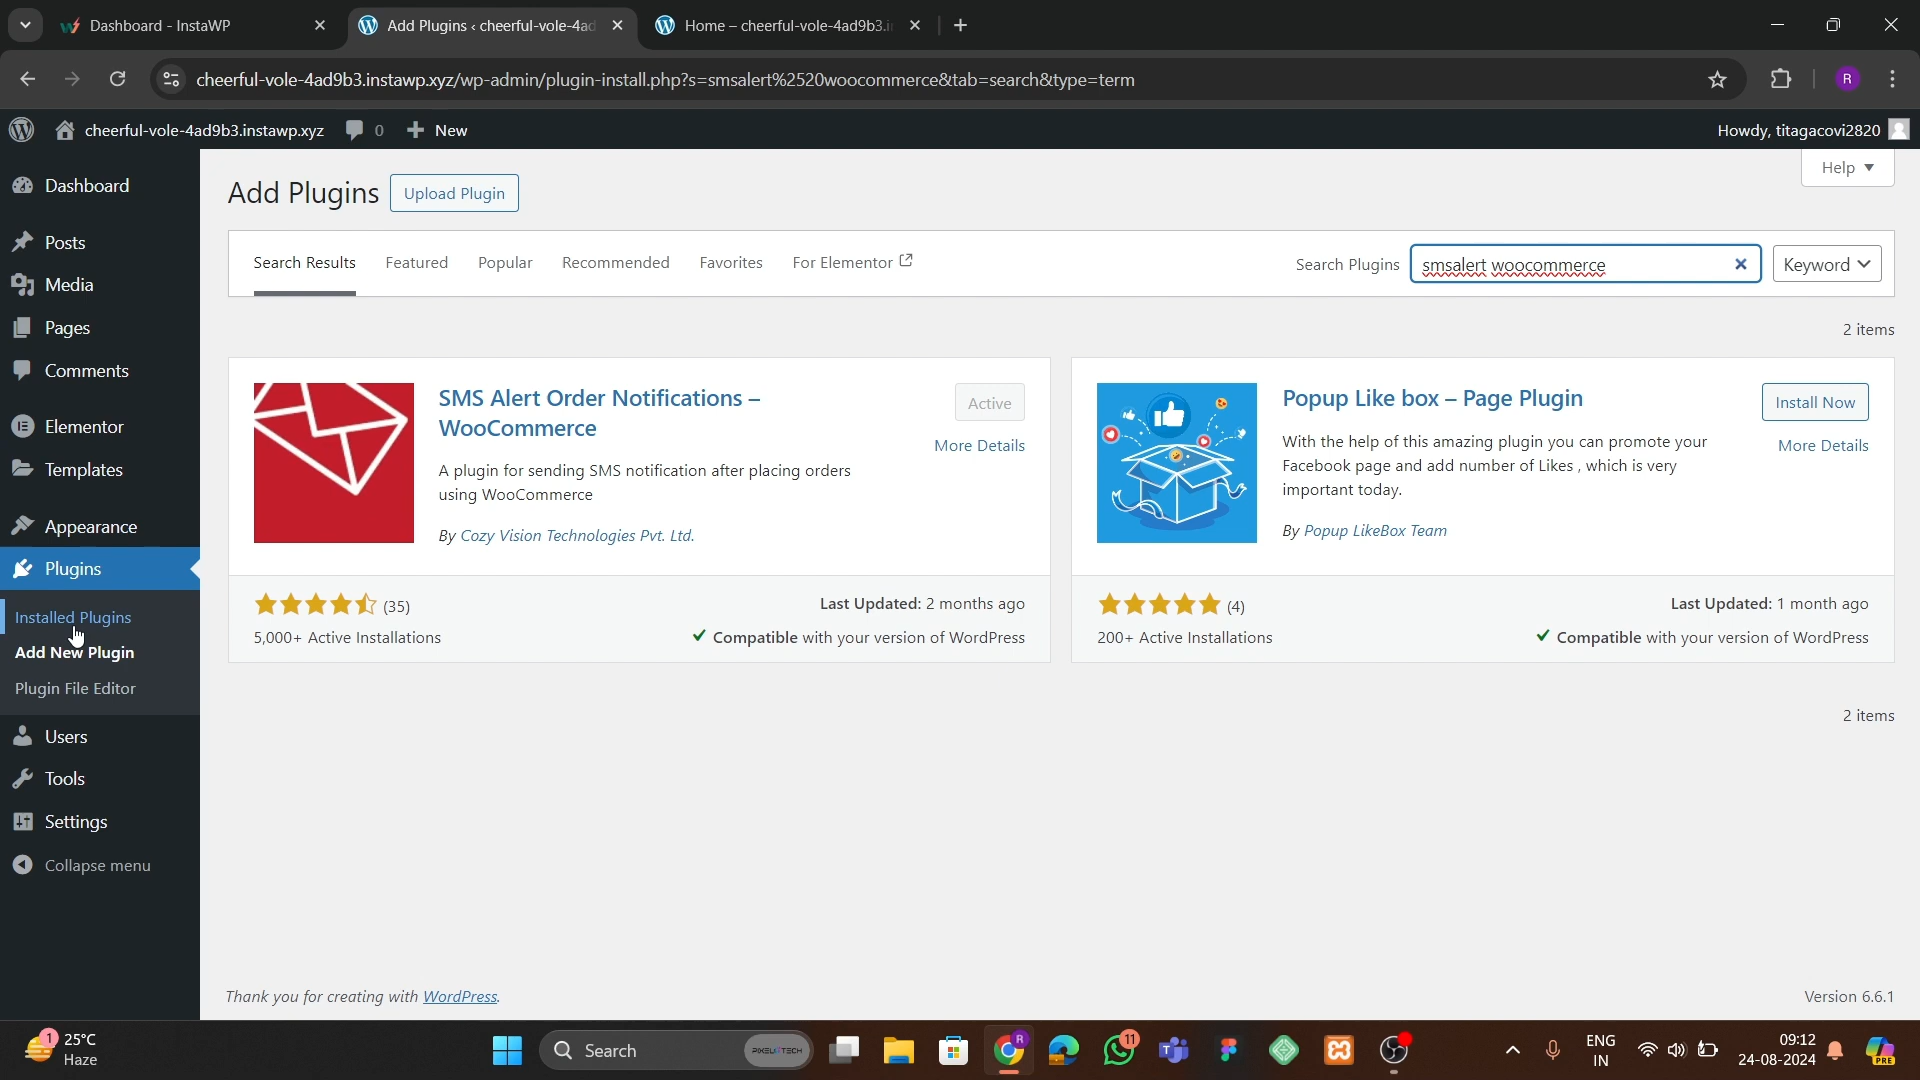 Dashboard - InstaWP
Add Plugins ‹ cheerful-vole-4ad
Home – cheerful-vole-4ad9b3.i
cheerful-vole-4ad9b3.instawp.xyz/wp-admin/plugin-install.php?s=smsalert%2520woocommerce&tab=search&type=term
R
cheerful-vole-4ad9b3.instawp.xyz
0
New
Howdy, titagacovi2820
Dashboard
Posts
Media
Pages
Comments
Elementor
Templates
Appearance
Plugins
Installed Plugins
Add New Plugin
Plugin File Editor
Users
Tools
Settings
Collapse menu
Help
Add Plugins
Upload Plugin
Search Results
Featured
Popular
Recommended
Favorites
For Elementor
Search Plugins
smsalert woocommerce
Keyword
2 items
SMS Alert Order Notifications –
WooCommerce
Active
More Details
A plugin for sending SMS notification after placing orders
using WooCommerce
By Cozy Vision Technologies Pvt. Ltd.
(35)
Last Updated: 2 months ago
5,000+ Active Installations
Compatible with your version of WordPress
Popup Like box – Page Plugin
Install Now
More Details
With the help of this amazing plugin you can promote your
Facebook page and add number of Likes , which is very
important today.
By Popup LikeBox Team
(4)
Last Updated: 1 month ago
200+ Active Installations
Compatible with your version of WordPress
2 items
Thank you for creating with WordPress.
Version 6.6.1
1
25°C
Haze
Search
PIXEL TECH
R
11
ENG
IN
09:12
24-08-2024
PRE